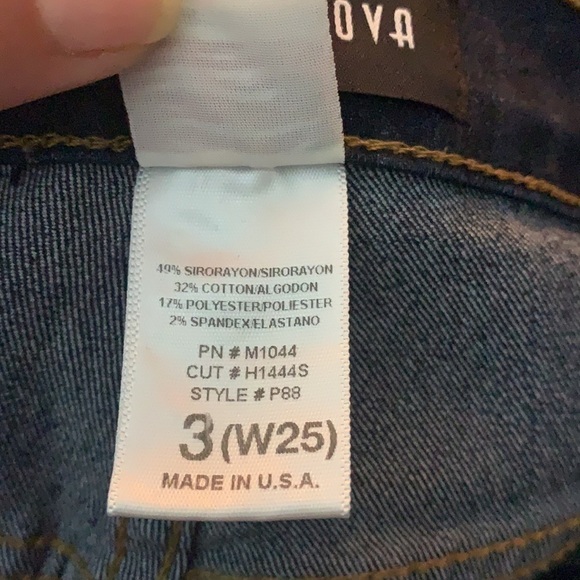 OVA
49% SIRORAYON/SIRORAYON
32% COTTON/ALGODON
17% POLYESTER/POLIESTER
2% SPANDEX/ELASTANO
PN # M1044
CUT # H1444S
STYLE # P88
3 (W25)
MADE IN U.S.A.